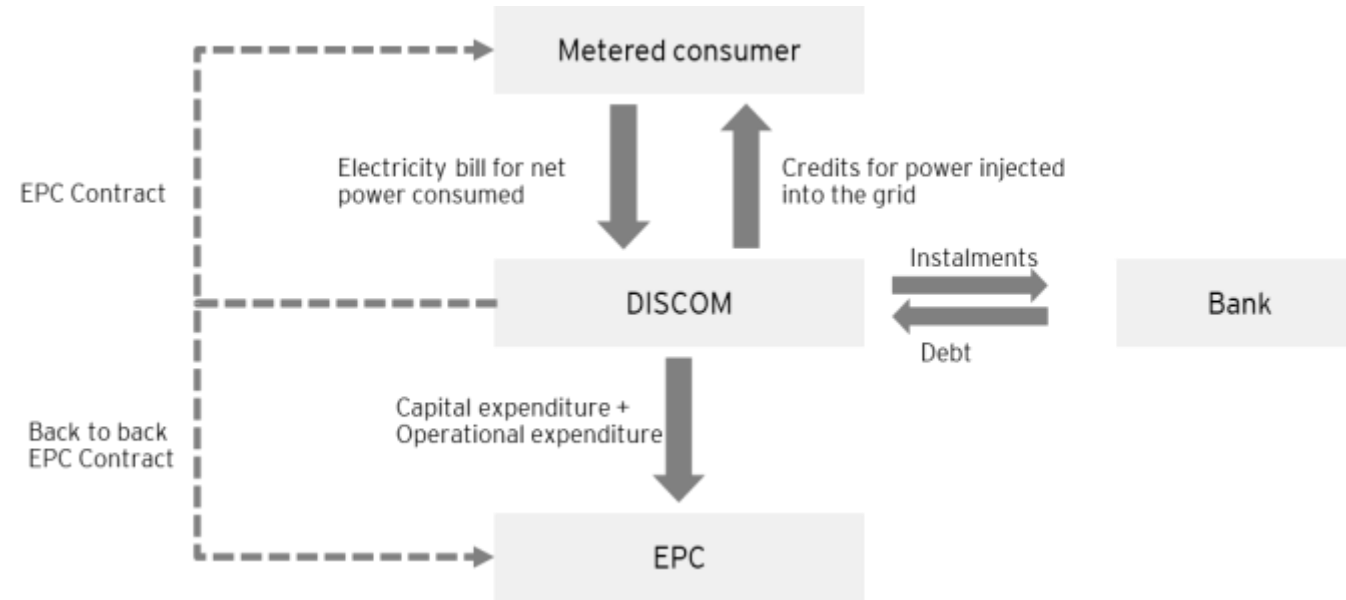 Metered consumer
Electricity bill for net
power consumed
Credits for power injected
into the grid
EPC Contract
Instalments
DISCOM
Bank
Debt
Capital expenditure +
Operational expenditure
Back to back
EPC Contract
EPC